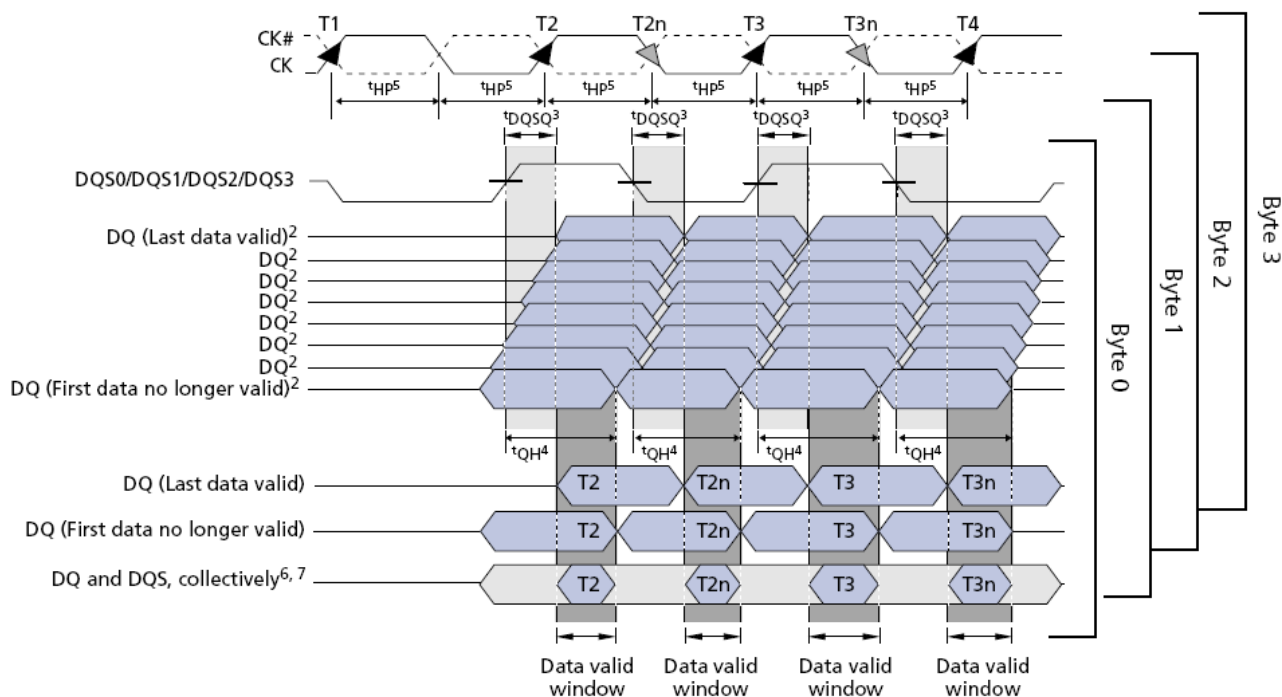 T1 T2 T2n T3 T3n T4
CK#
CK
tHP5 tHP5 tHP5 tHP5 tHP5 tHP5
tDQSQ3 tDQSQ3 tDQSQ3 tDQSQ3
DQS0/DQS1/DQS2/DQS3
DQ (Last data valid)2
DQ2
DQ2
DQ2
DQ2
DQ2
DQ2
DQ (First data no longer valid)2
tQH4 tQH4 tQH4 tQH4
DQ (Last data valid) T2 T2n T3 T3n
DQ (First data no longer valid) T2 T2n T3 T3n
DQ and DQS, collectively6, 7 T2 T2n T3 T3n
Data valid window
Data valid window
Data valid window
Data valid window
Byte 0
Byte 1
Byte 2
Byte 3